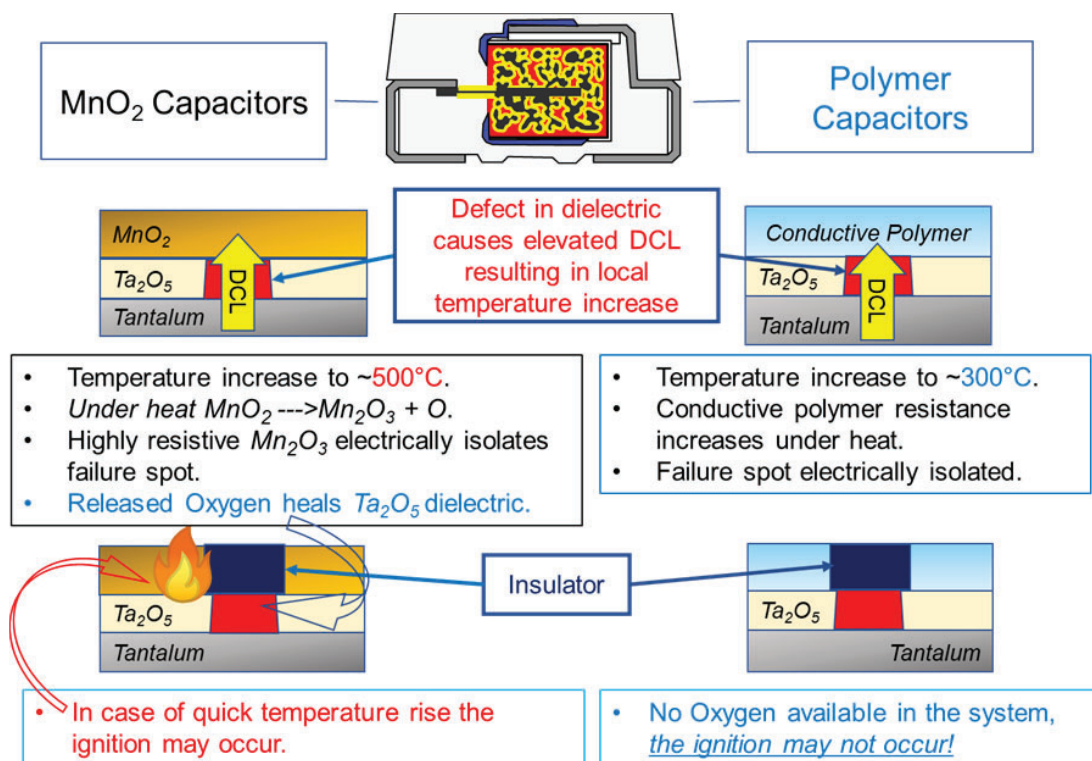 MnO₂ Capacitors
Polymer
Capacitors
Defect in dielectric
causes elevated DCL
resulting in local
temperature increase
MnO₂
Ta₂O₅
Tantalum
DCL
Conductive Polymer
Ta₂O₅
Tantalum
DCL
• Temperature increase to ~500°C.
• Under heat MnO₂ --->Mn₂O₃ + O.
• Highly resistive Mn₂O₃ electrically isolates
failure spot.
• Released Oxygen heals Ta₂O₅ dielectric.
• Temperature increase to ~300°C.
• Conductive polymer resistance
increases under heat.
• Failure spot electrically isolated.
Ta₂O₅
Tantalum
Insulator
Ta₂O₅
Tantalum
• In case of quick temperature rise the
ignition may occur.
• No Oxygen available in the system,
the ignition may not occur!